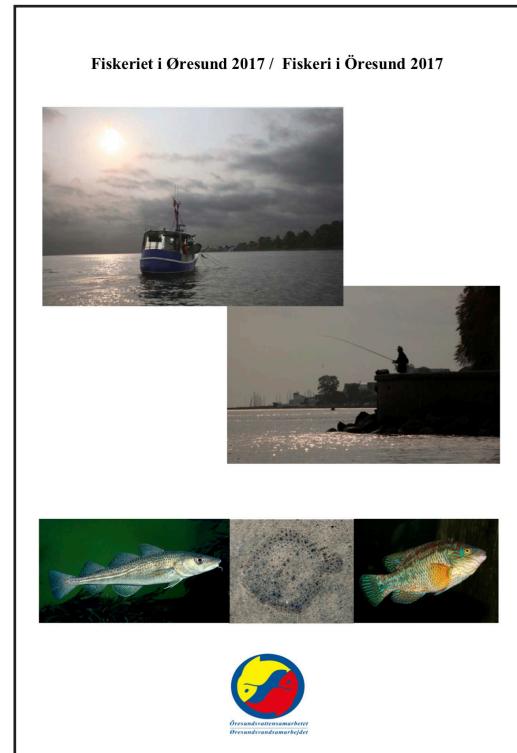 Fiskeriet i Øresund 2017 / Fiskeri i Öresund 2017
Öresundsvattensamarbetet
Øresundsvandsamarbejdet